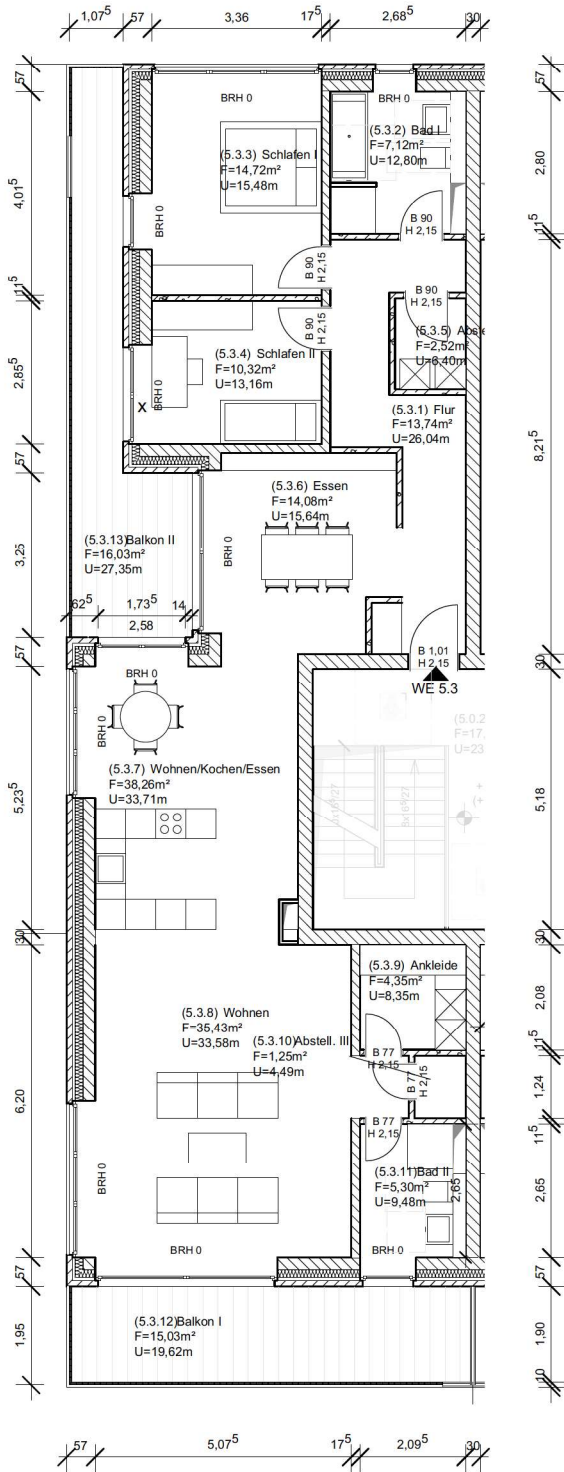 1,07⁵ 57 3,36 17⁵ 2,68⁵ 30
57
4,01⁵
11⁵
2,85⁵
57
3,25
57
5,23⁵
30
6,20
57
1,95
BRH 0
BRH 0
(5.3.3) Schlafen I
F=14,72m²
U=15,48m
BRH 0
(5.3.2) Bad I
F=7,12m²
U=12,80m
B 90
H 2,15
B 90
H 2,15
B 90
H 2,15
B 90
H 2,15
(5.3.4) Schlafen II
F=10,32m²
U=13,16m
X
BRH 0
F=2,52m²
U=6,40m
(5.3.1) Flur
F=13,74m²
U=26,04m
(5.3.6) Essen
F=14,08m²
U=15,64m
BRH 0
(5.3.13)Balkon II
F=16,03m²
U=27,35m
62⁵ 1,73⁵ 14
2,58
B 1,01
H 2,15
WE 5.3
BRH 0
BRH 0
(5.3.7) Wohnen/Kochen/Essen
F=38,26m²
U=33,71m
(5.3.9) Ankleide
F=4,35m²
U=8,35m
(5.3.8) Wohnen
F=35,43m²
U=33,58m
(5.3.10)Abstell. III
F=1,25m²
U=4,49m
B 77
H 2,15
B 77
H 2,15
B 77
H 2,15
(5.3.11)Bad II
F=5,30m²
U=9,48m
2,65
BRH 0
BRH 0
BRH 0
(5.3.12)Balkon I
F=15,03m²
U=19,62m
57
2,80
11⁵
8,21⁵
30
5,18
30
2,08
11⁵
1,24
11⁵
2,65
57
1,90
10
57 5,07⁵ 17⁵ 2,09⁵ 30